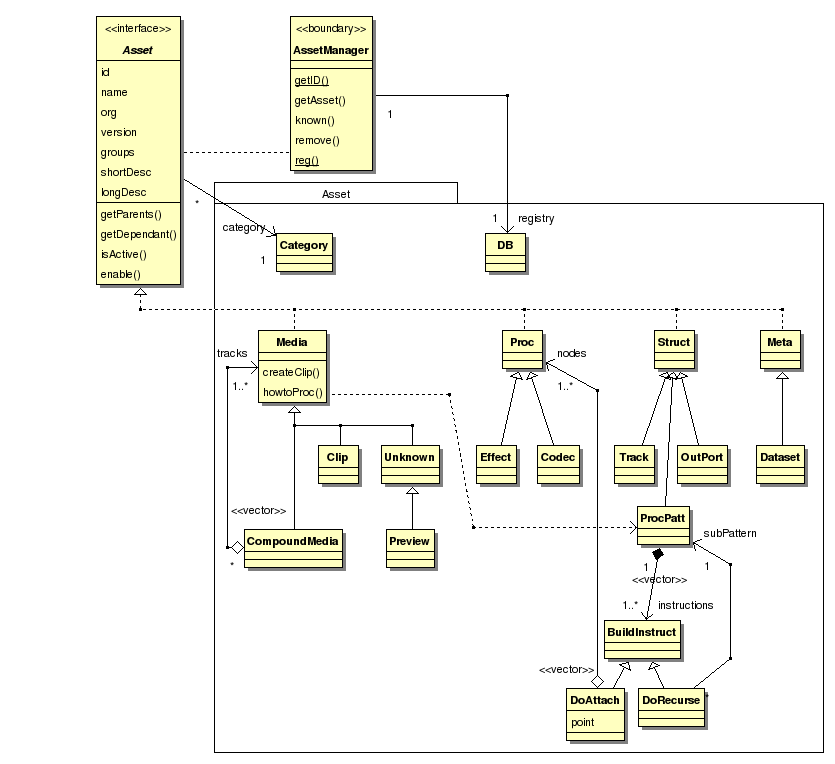 <<interface>>
Asset
id
name
org
version
groups
shortDesc
longDesc
getParents()
getDependant()
isActive()
enable()
<<boundary>>
AssetManager
getID()
getAsset()
known()
remove()
reg()
1
*
Asset
category
1
Category
1
registry
DB
tracks
1..*
Media
createClip()
howtoProc()
Proc
nodes
1..*
Struct
Meta
Clip
Unknown
Effect
Codec
Track
OutPort
Dataset
<<vector>>
CompoundMedia
*
Preview
ProcPatt
subPattern
1
1
<<vector>>
1..*
instructions
BuildInstruct
<<vector>>
DoAttach
point
DoRecurse
*